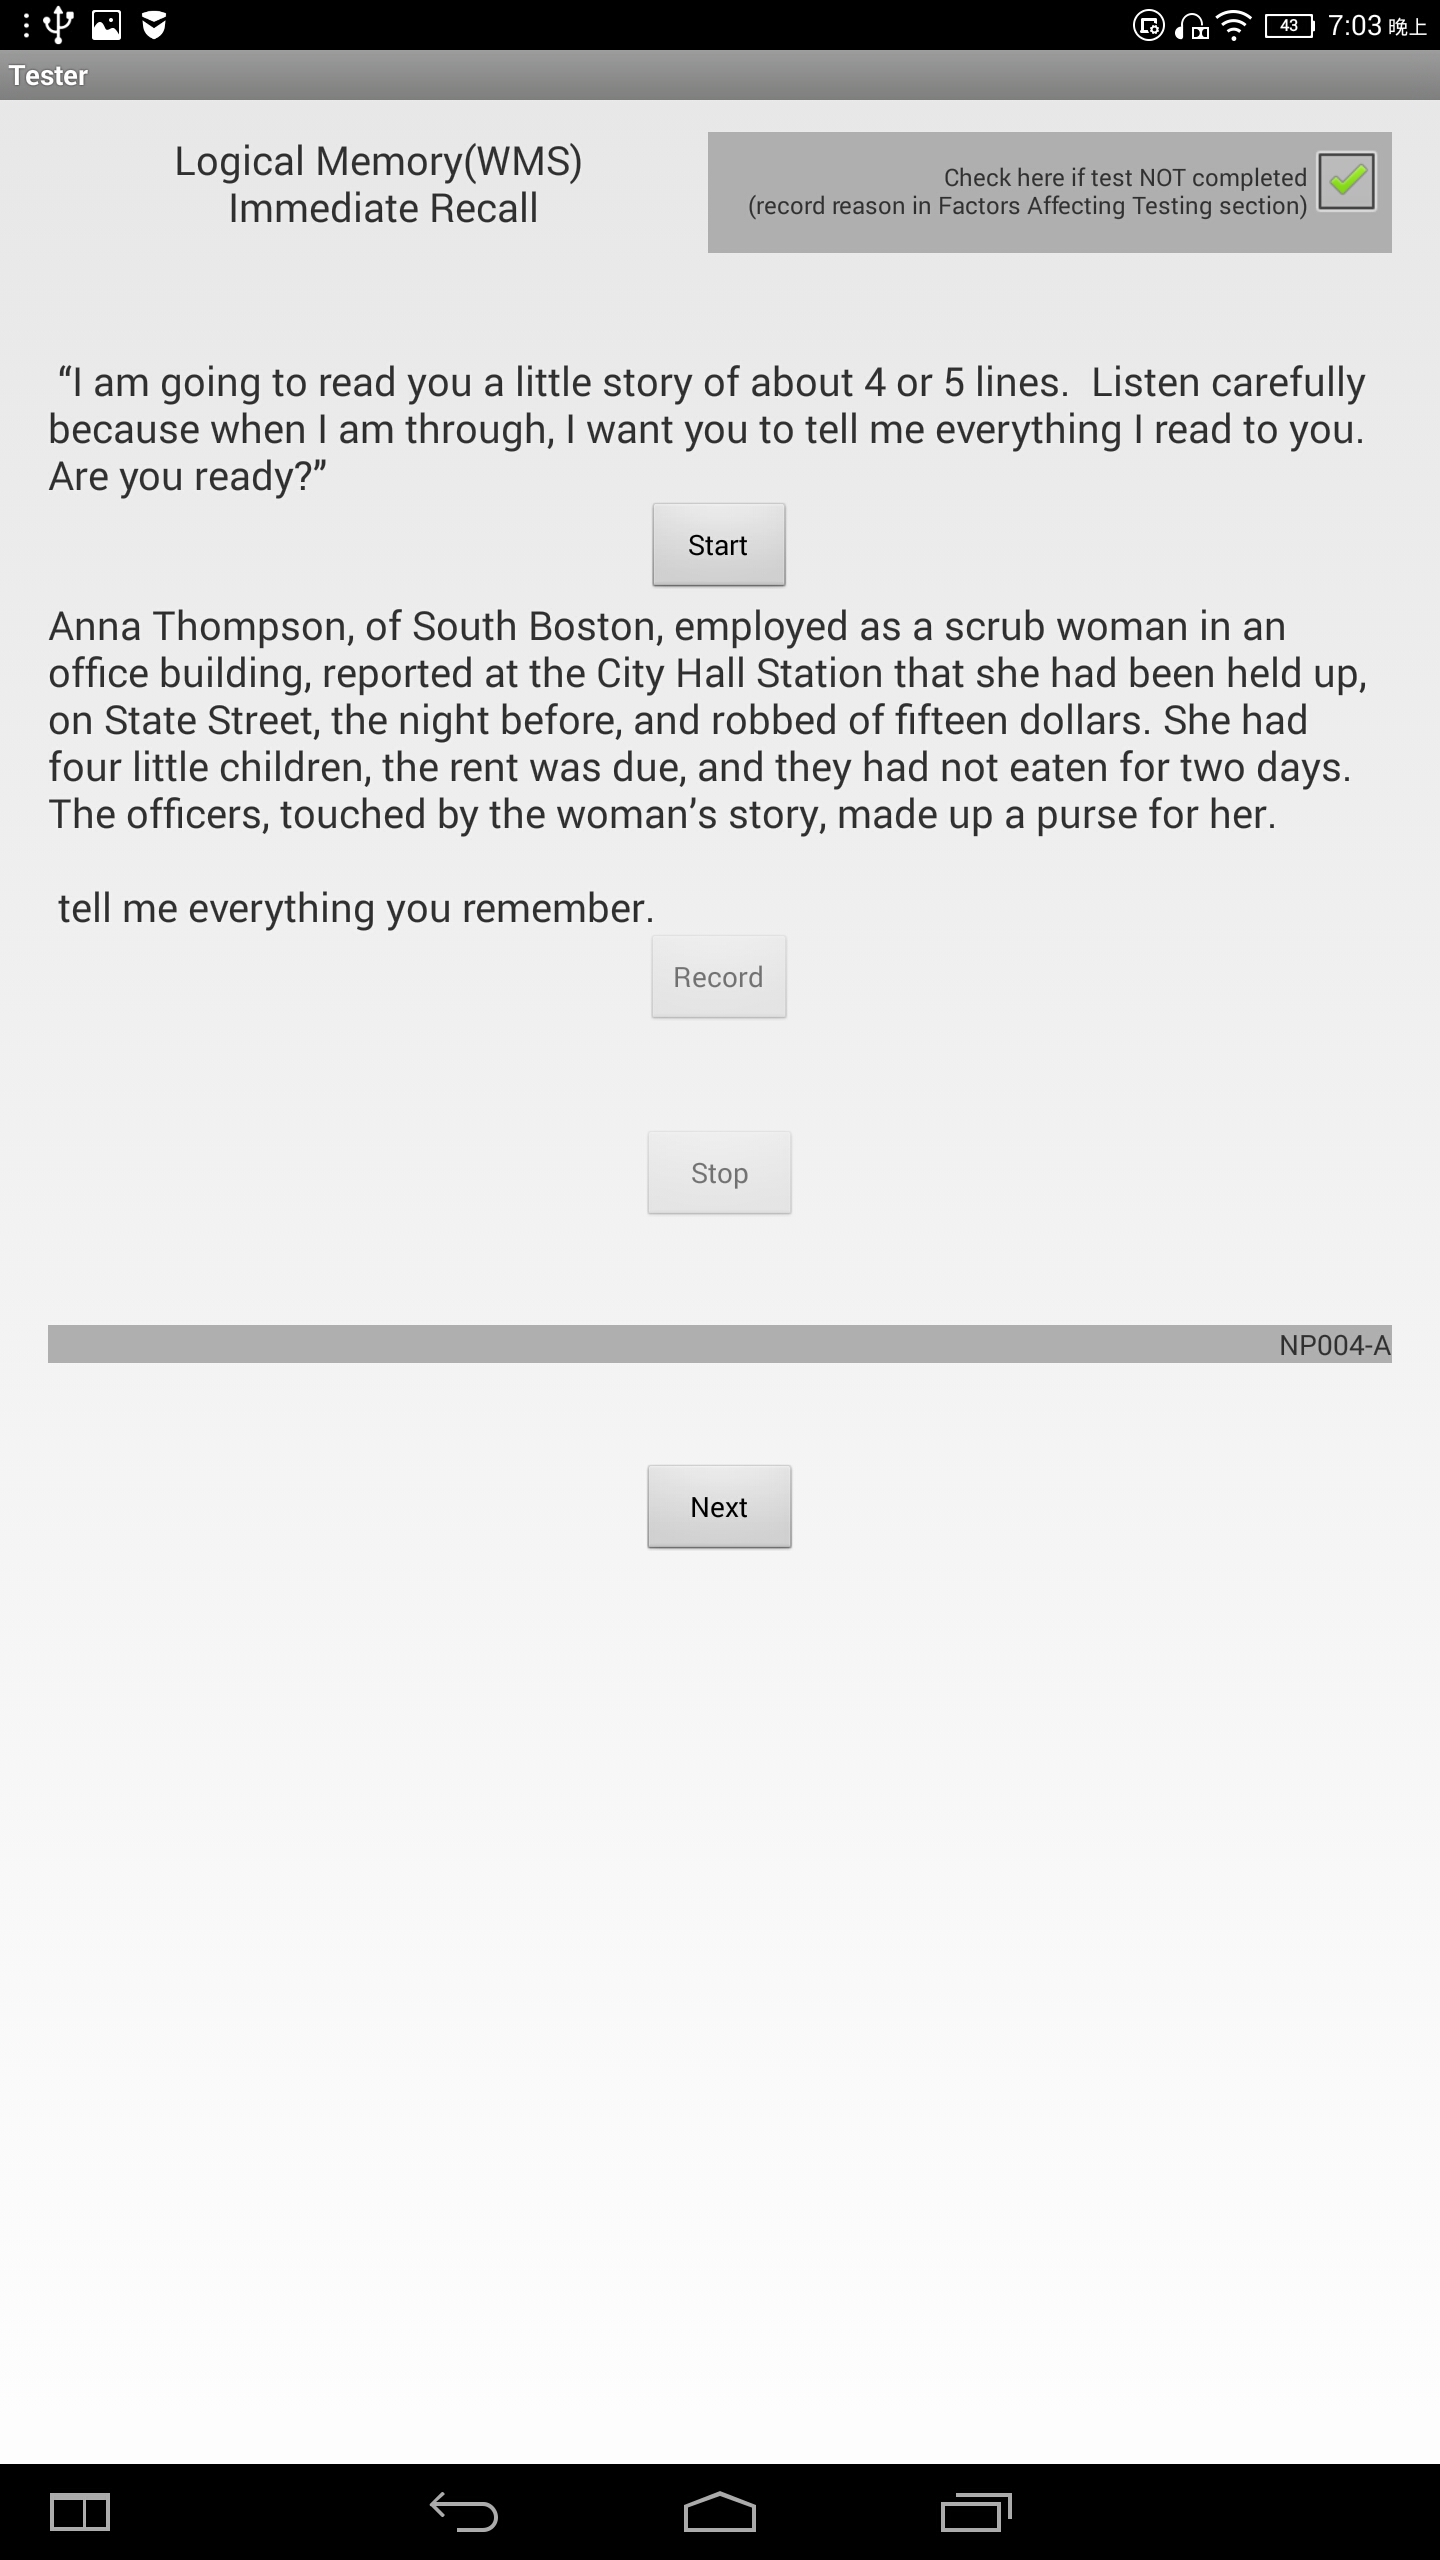 43 7:03 晚上
Tester
Logical Memory(WMS)
Immediate Recall
Check here if test NOT completed
(record reason in Factors Affecting Testing section)
“I am going to read you a little story of about 4 or 5 lines.  Listen carefully
because when I am through, I want you to tell me everything I read to you.
Are you ready?”
Start
Anna Thompson, of South Boston, employed as a scrub woman in an
office building, reported at the City Hall Station that she had been held up,
on State Street, the night before, and robbed of fifteen dollars. She had
four little children, the rent was due, and they had not eaten for two days.
The officers, touched by the woman’s story, made up a purse for her.
tell me everything you remember.
Record
Stop
NP004-A
Next